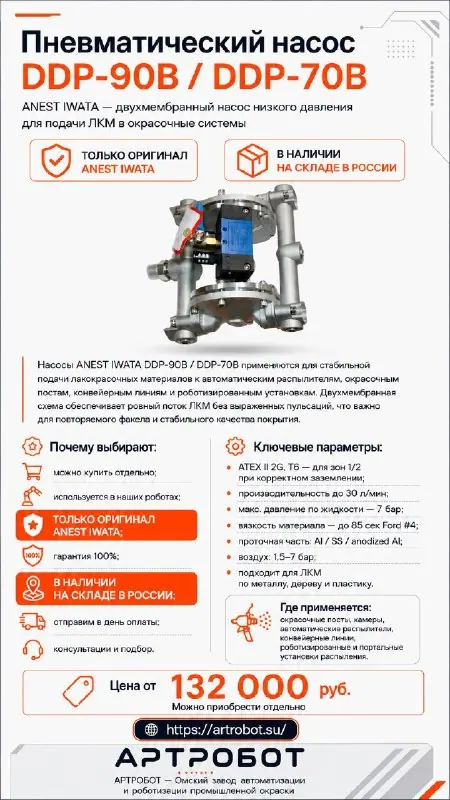 Пневматический насос
DDP-90B / DDP-70B
ANEST IWATA — двухмембранный насос низкого давления
для подачи ЛКМ в окрасочные системы
ТОЛЬКО ОРИГИНАЛ
ANEST IWATA
В НАЛИЧИИ
НА СКЛАДЕ В РОССИИ
Насосы ANEST IWATA DDP-90B / DDP-70B применяются для стабильной
подачи лакокрасочных материалов к автоматическим распылителям, окрасочным
постам, конвейерным линиям и роботизированным установкам. Двухмембранная
схема обеспечивает ровный поток ЛКМ без выраженных пульсаций, что важно
для повторяемого факела и стабильного качества покрытия.
Почему выбирают:
можно купить отдельно;
используется в наших роботах;
ТОЛЬКО ОРИГИНАЛ
ANEST IWATA;
100%
гарантия 100%;
В НАЛИЧИИ
НА СКЛАДЕ В РОССИИ;
отправим в день оплаты;
консультации и подбор.
Ключевые параметры:
• ATEX II 2G, T6 — для зон 1/2
при корректном заземлении;
• производительность до 30 л/мин;
• макс. давление по жидкости — 7 бар;
• вязкость материала — до 85 сек Ford #4;
• проточная часть: Al / SS / anodized Al;
• воздух: 1,5–7 бар;
• подходит для ЛКМ
по металлу, дереву и пластику.
Где применяется:
окрасочные посты, камеры,
автоматические распылители,
конвейерные линии,
роботизированные и портальные
установки распыления.
Цена от 132 000 руб.
Можно приобрести отдельно
https://artrobot.su/
АРТРОБОТ
АРТРОБОТ — Омский завод автоматизации
и роботизации промышленной окраски